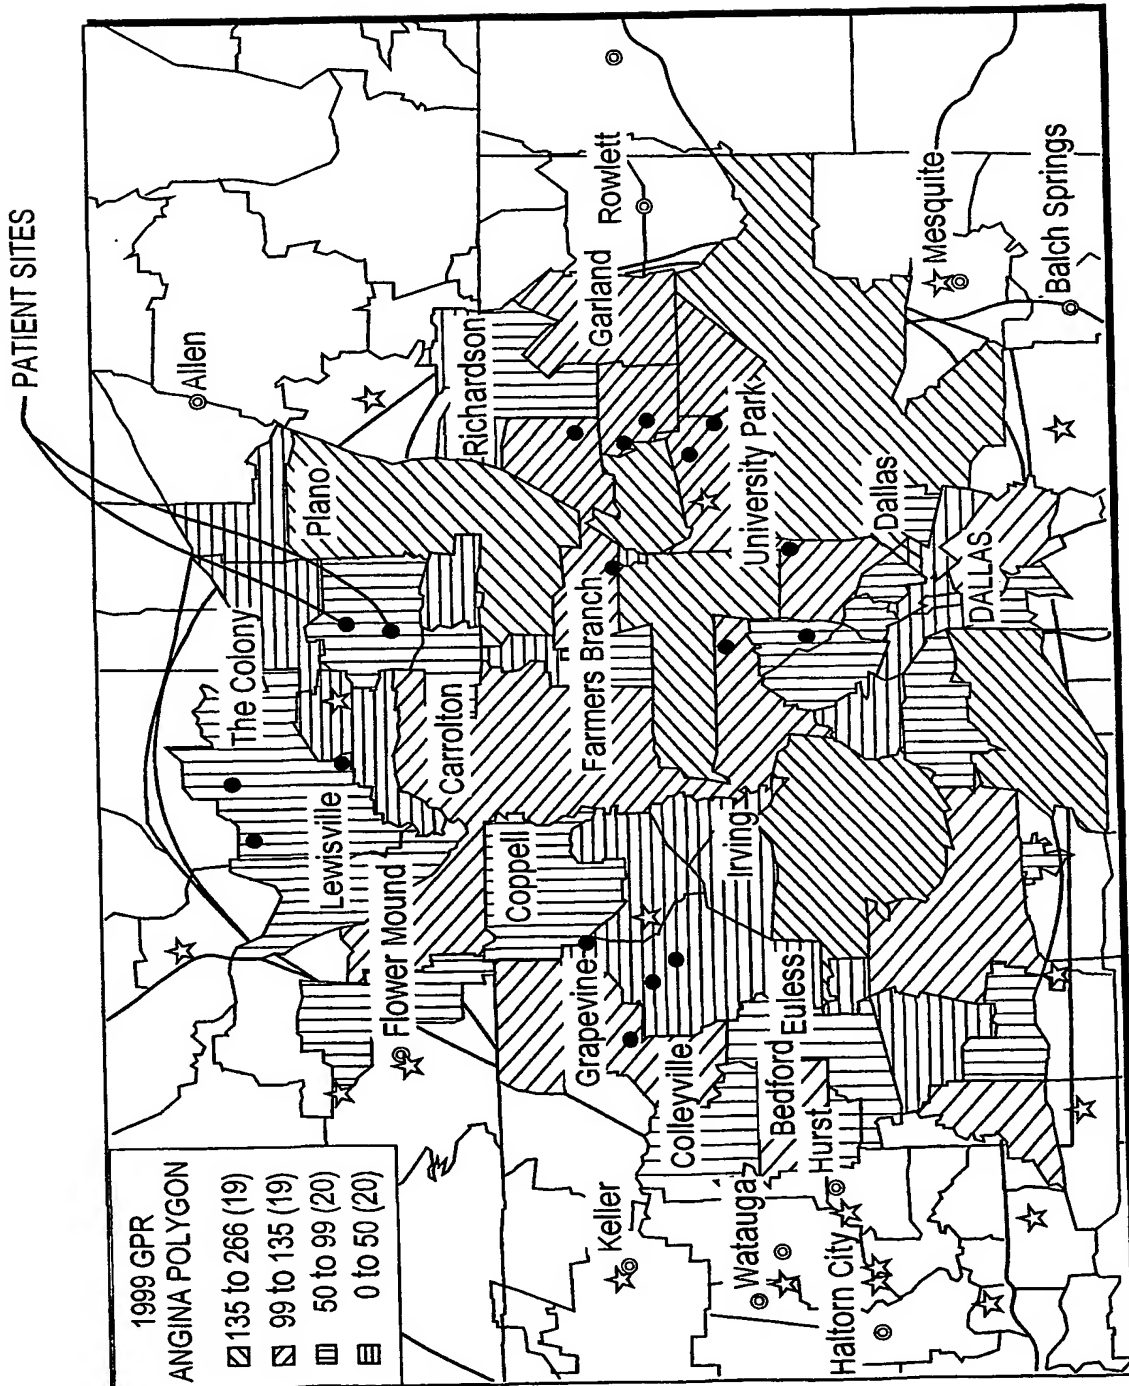 PATIENT SITES
1999 GPR
ANGINA POLYGON
135 to 266 (19)
99 to 135 (19)
50 to 99 (20)
0 to 50 (20)
Allen
Plano
The Colony
Lewisville
Flower Mound
Richardson
Carrolton
Coppell
Garland
Rowlett
Farmers Branch
Grapevine
Keller
Colleyville
University Park
Irving
Bedford
Euless
Hurst
Watauga
Haltorn City
Dallas
DALLAS
Mesquite
Balch Springs